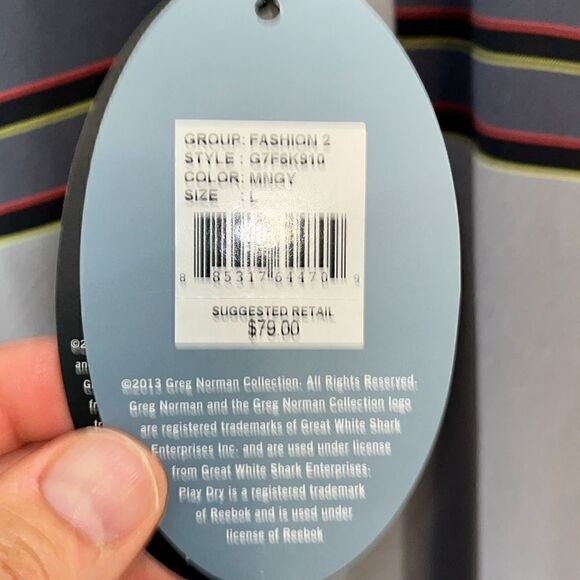 GROUP: FASHION 2
STYLE : G7F6K910
COLOR: MNGY
SIZE : L
8 85317 64470 9
SUGGESTED RETAIL
$79.00
©2013 Greg Norman Collection. All Rights Reserved.
Greg Norman and the Greg Norman Collection logo
are registered trademarks of Great White Shark
Enterprises Inc. and are used under license
from Great White Shark Enterprises.
Play Dry is a registered trademark
of Reebok and is used under
license of Reebok